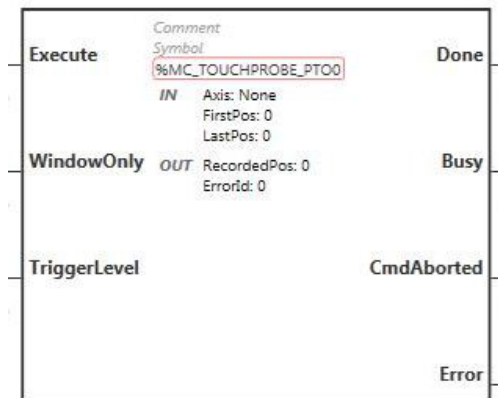 Comment
Execute
Symbol
Done
%MC_TOUCHPROBE_PTO0
IN Axis: None
FirstPos: 0
LastPos: 0
WindowOnly
OUT RecordedPos: 0
Busy
ErrorId: 0
TriggerLevel
CmdAborted
Error